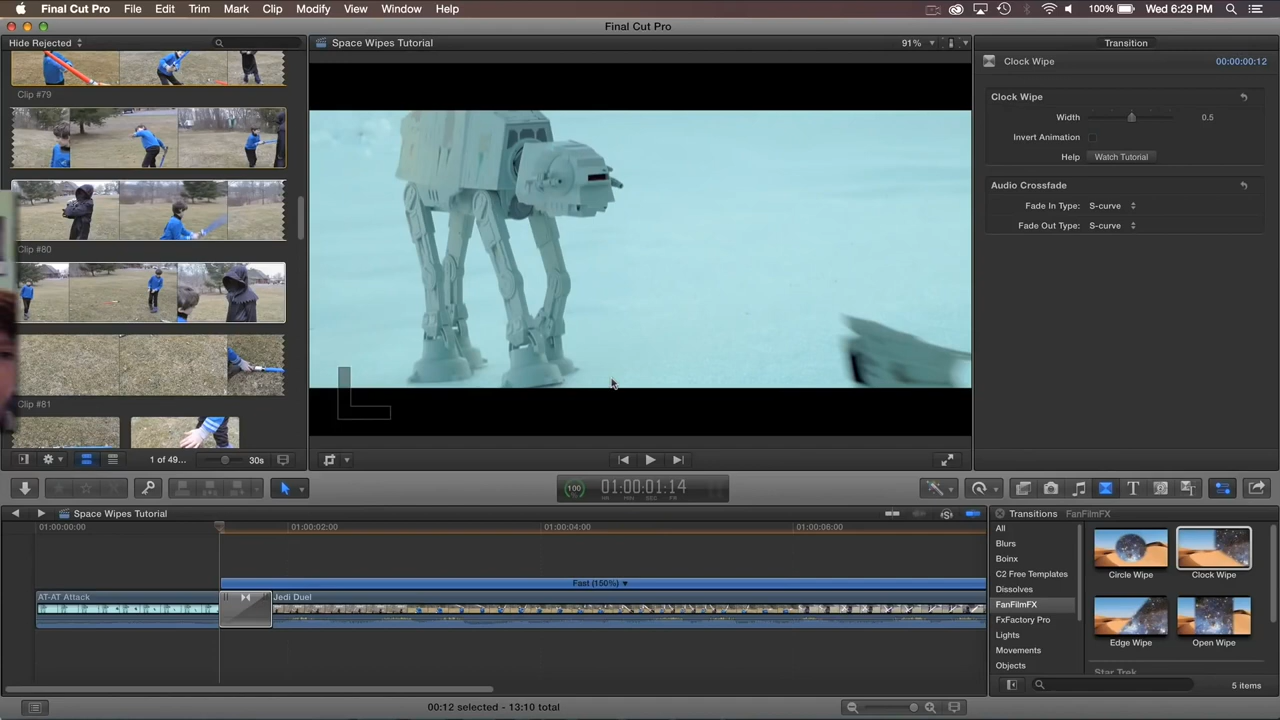 Final Cut Pro File Edit Trim Mark Clip Modify View Window Help 100% Wed 6:29 PM
Final Cut Pro
Hide Rejected
Space Wipes Tutorial 91%
Transition
Clock Wipe 00:00:00:12
Clip #79
Clock Wipe
Width 0.5
Invert Animation
Help Watch Tutorial
Audio Crossfade
Fade In Type: S-curve
Fade Out Type: S-curve
Clip #80
Clip #81
1 of 49... 30s
100 01:00:01:14
HR MIN SEC FR
Space Wipes Tutorial
Transitions FanFilmFX
01:00:00:00 01:00:02:00 01:00:04:00 01:00:06:00
All
Blurs
Boinx
C2 Free Templates
Dissolves
FanFilmFX
FxFactory Pro
Lights
Movements
Objects
Circle Wipe Clock Wipe
Edge Wipe Open Wipe
Star Trek
Fast (150%)
AT-AT Attack Jedi Duel
5 items
00:12 selected - 13:10 total